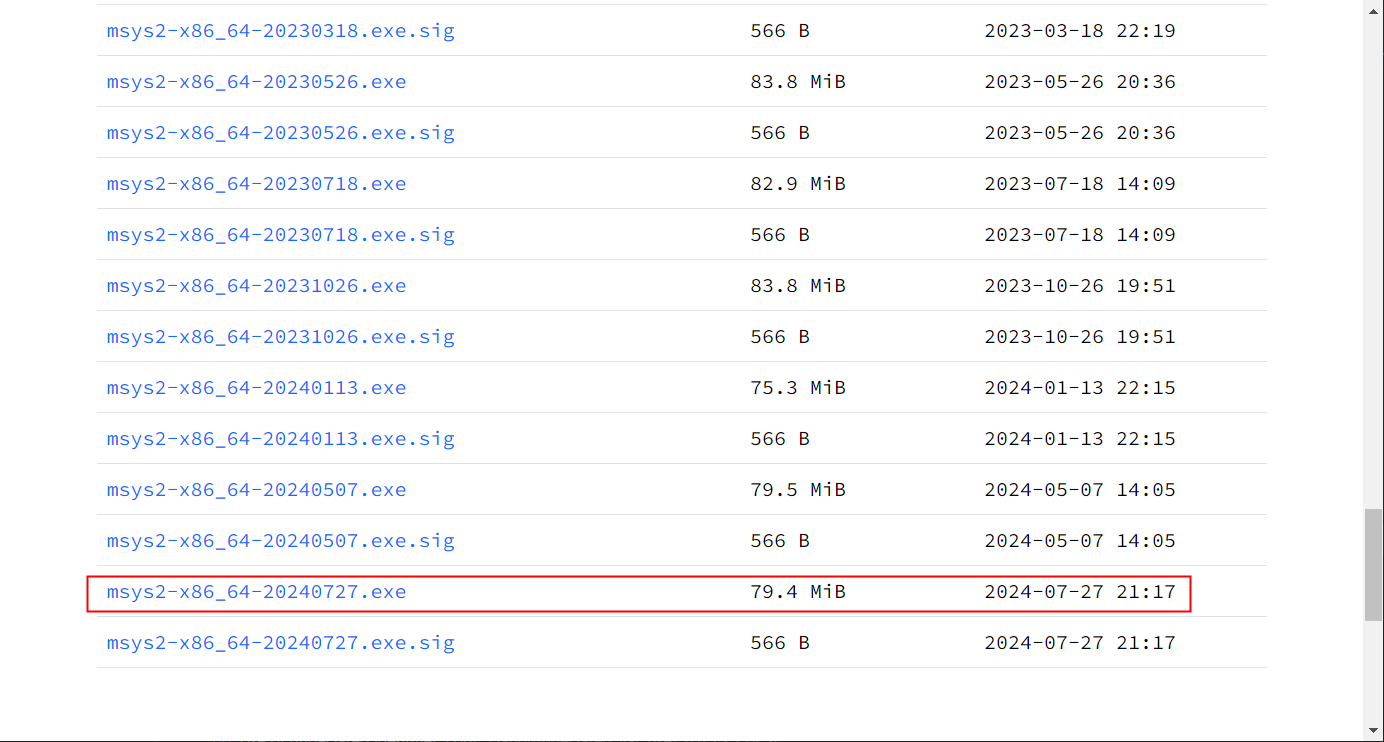 msys2-x86_64-20230318.exe.sig 566 B 2023-03-18 22:19
msys2-x86_64-20230526.exe 83.8 MiB 2023-05-26 20:36
msys2-x86_64-20230526.exe.sig 566 B 2023-05-26 20:36
msys2-x86_64-20230718.exe 82.9 MiB 2023-07-18 14:09
msys2-x86_64-20230718.exe.sig 566 B 2023-07-18 14:09
msys2-x86_64-20231026.exe 83.8 MiB 2023-10-26 19:51
msys2-x86_64-20231026.exe.sig 566 B 2023-10-26 19:51
msys2-x86_64-20240113.exe 75.3 MiB 2024-01-13 22:15
msys2-x86_64-20240113.exe.sig 566 B 2024-01-13 22:15
msys2-x86_64-20240507.exe 79.5 MiB 2024-05-07 14:05
msys2-x86_64-20240507.exe.sig 566 B 2024-05-07 14:05
msys2-x86_64-20240727.exe 79.4 MiB 2024-07-27 21:17
msys2-x86_64-20240727.exe.sig 566 B 2024-07-27 21:17